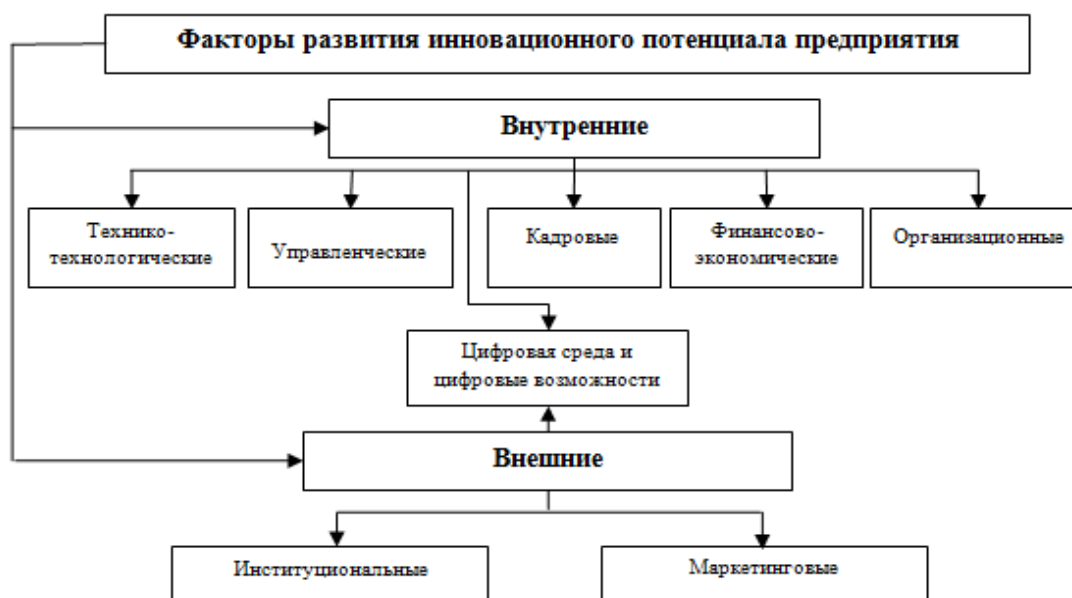 Факторы развития инновационного потенциала предприятия
Внутренние
Технико-
технологические
Управленческие
Кадровые
Финансово-
экономические
Организационные
Цифровая среда и
цифровые возможности
Внешние
Институциональные
Маркетинговые